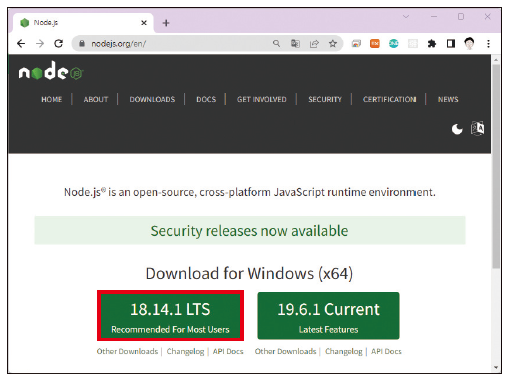 Node.js
nodejs.org/en/
node
HOME | ABOUT | DOWNLOADS | DOCS | GET INVOLVED | SECURITY | CERTIFICATION | NEWS
Node.js® is an open-source, cross-platform JavaScript runtime environment.
Security releases now available
Download for Windows (x64)
18.14.1 LTS
Recommended For Most Users
19.6.1 Current
Latest Features
Other Downloads | Changelog | API Docs Other Downloads | Changelog | API Docs